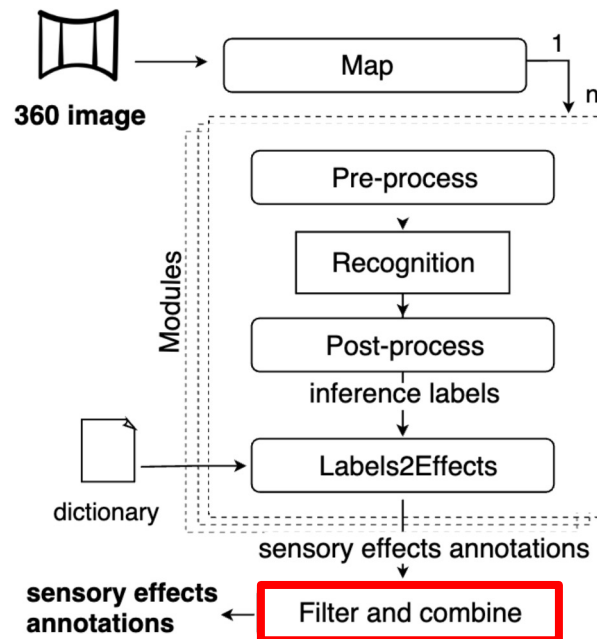 360 image
Map
1
n
Modules
Pre-process
Recognition
Post-process
inference labels
Labels2Effects
dictionary
sensory effects annotations
Filter and combine
sensory effects
annotations